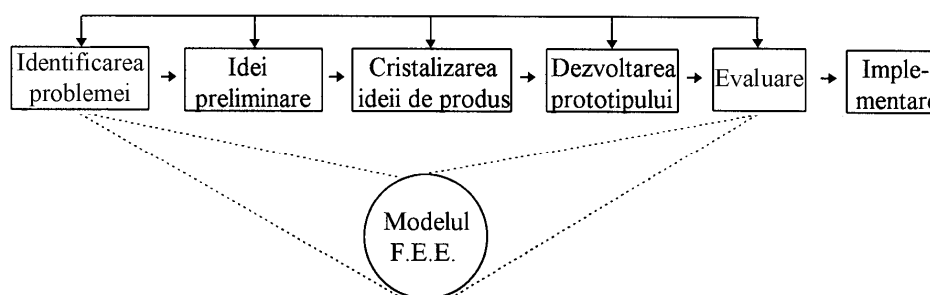 Identificarea
problemei
Idei
preliminare
Cristalizarea
ideii de produs
Dezvoltarea
prototipului
Evaluare
Imple-
mentare
Modelul
F.E.E.